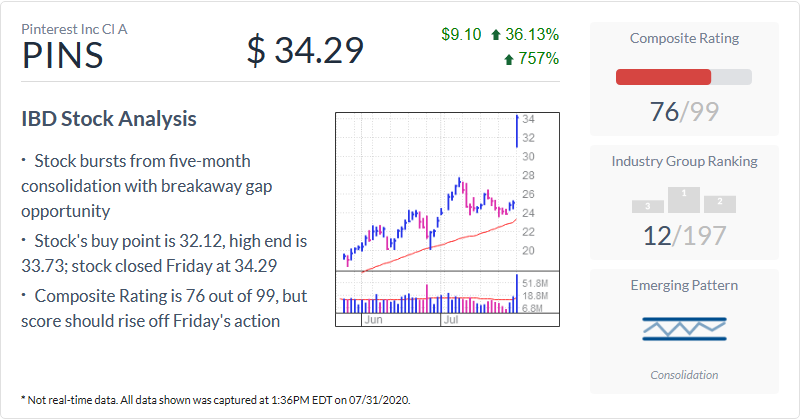 Pinterest Inc Cl A
PINS
$ 34.29
$9.10 36.13%
757%
IBD Stock Analysis
· Stock bursts from five-month
consolidation with breakaway gap
opportunity
· Stock's buy point is 32.12, high end is
33.73; stock closed Friday at 34.29
· Composite Rating is 76 out of 99, but
score should rise off Friday's action
34
32
30
28
26
24
22
20
51.8M
18.8M
6.8M
Jun Jul
Composite Rating
76/99
Industry Group Ranking
3 1 2
12/197
Emerging Pattern
Consolidation
* Not real-time data. All data shown was captured at 1:36PM EDT on 07/31/2020.